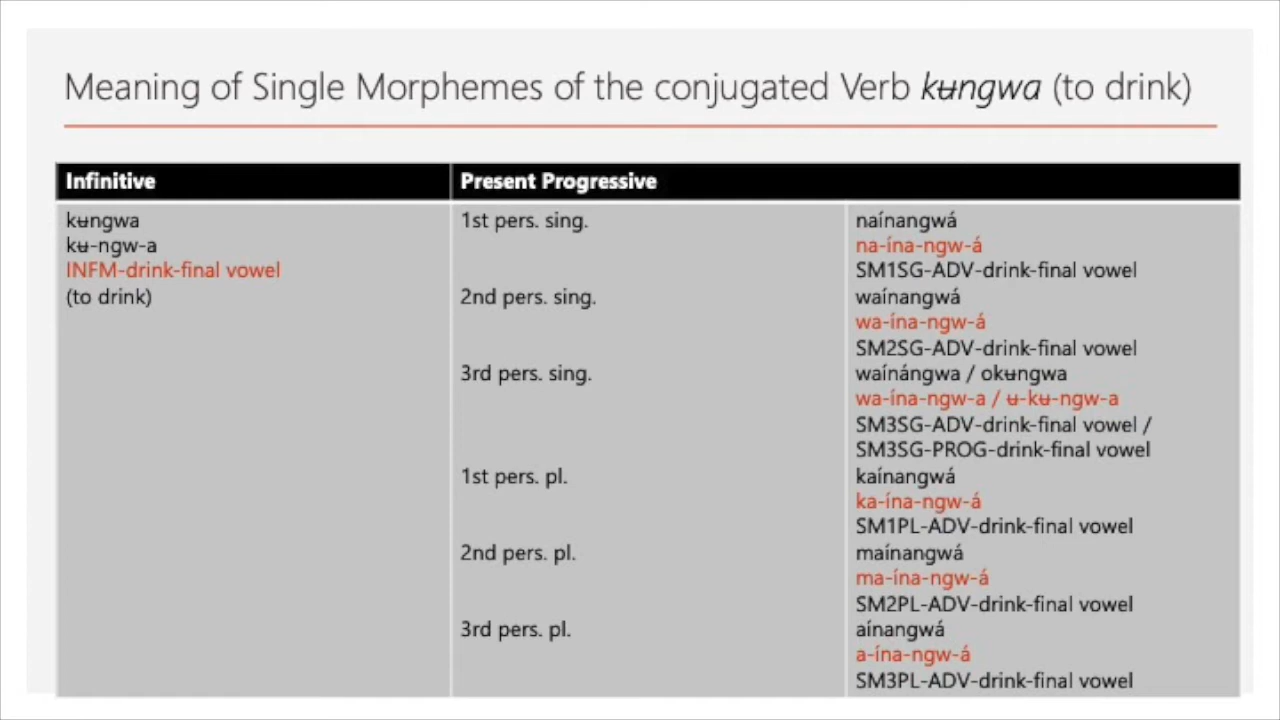 Meaning of Single Morphemes of the conjugated Verb kʉngwa (to drink)
Infinitive
Present Progressive
kʉngwa
kʉ-ngw-a
INFM-drink-final vowel
(to drink)
1st pers. sing.
naínangwá
na-ína-ngw-á
SM1SG-ADV-drink-final vowel
2nd pers. sing.
waínangwá
wa-ína-ngw-á
SM2SG-ADV-drink-final vowel
3rd pers. sing.
waínángwa / okʉngwa
wa-ína-ngw-a / ʉ-kʉ-ngw-a
SM3SG-ADV-drink-final vowel /
SM3SG-PROG-drink-final vowel
1st pers. pl.
kaínangwá
ka-ína-ngw-á
SM1PL-ADV-drink-final vowel
2nd pers. pl.
maínangwá
ma-ína-ngw-á
SM2PL-ADV-drink-final vowel
3rd pers. pl.
aínangwá
a-ína-ngw-á
SM3PL-ADV-drink-final vowel